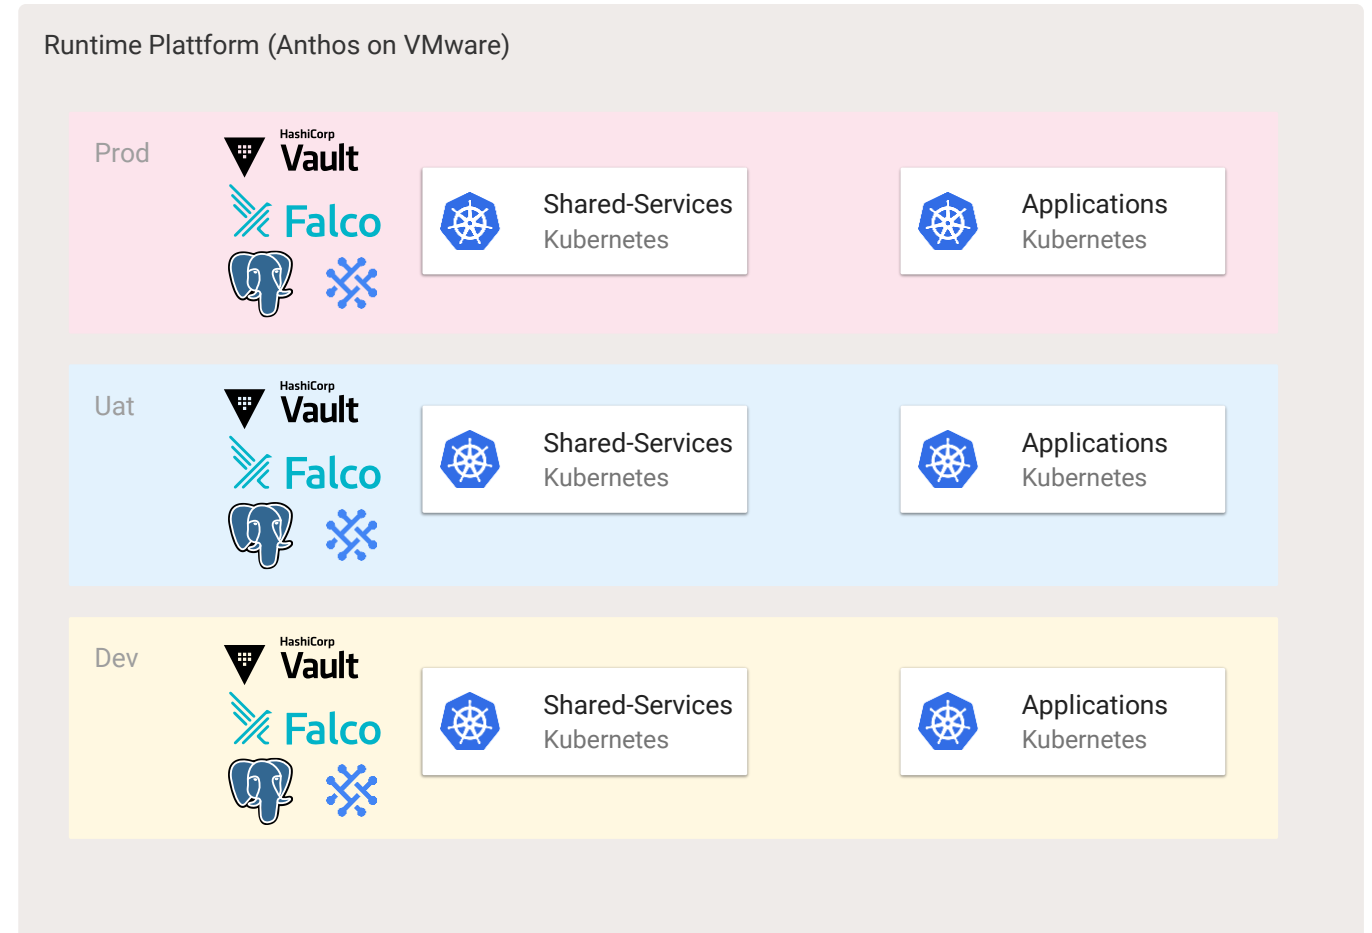 Runtime Plattform (Anthos on VMware)
Prod
HashiCorp
Vault
Falco
Shared-Services
Kubernetes
Applications
Kubernetes
Uat
HashiCorp
Vault
Falco
Shared-Services
Kubernetes
Applications
Kubernetes
Dev
HashiCorp
Vault
Falco
Shared-Services
Kubernetes
Applications
Kubernetes